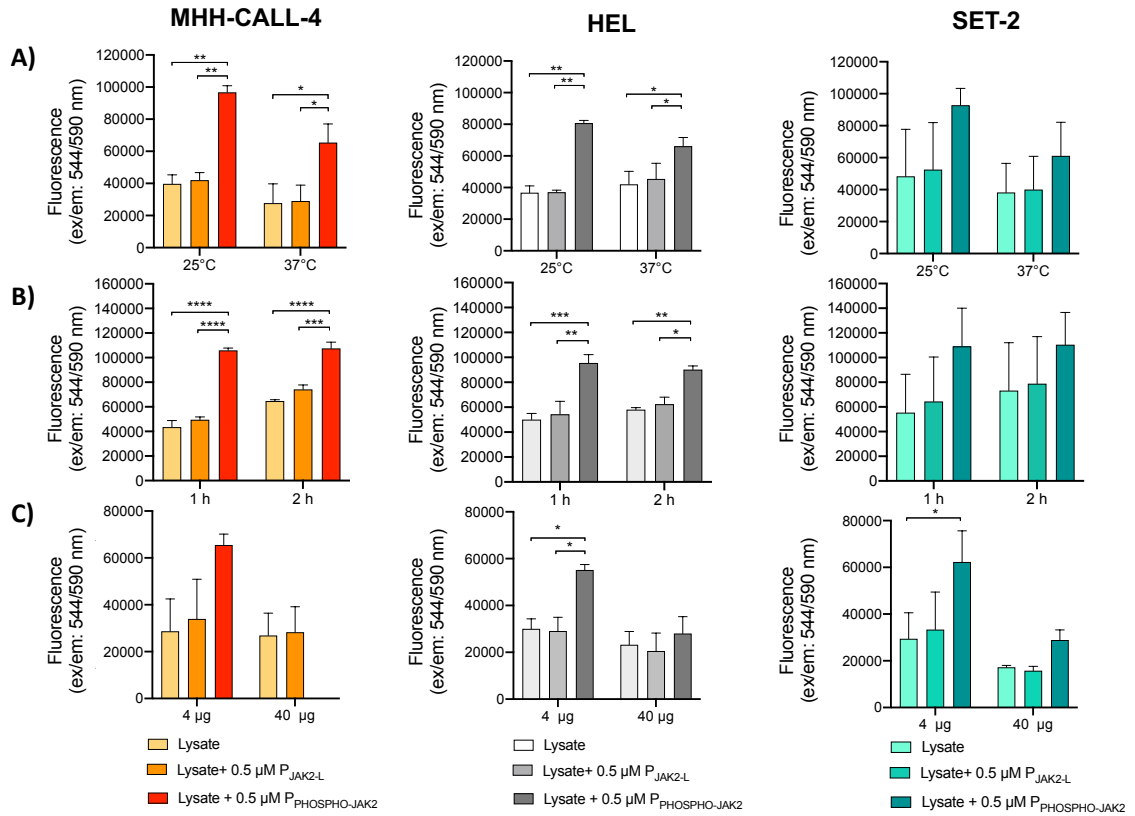 MHH-CALL-4
HEL
SET-2
A)
Fluorescence
(ex/em: 544/590 nm)
120000
100000
80000
60000
40000
20000
0
**
**
*
*
25°C
37°C
Fluorescence
(ex/em: 544/590 nm)
120000
100000
80000
60000
40000
20000
0
**
**
*
*
25°C
37°C
Fluorescence
(ex/em: 544/590 nm)
120000
100000
80000
60000
40000
20000
0
25°C
37°C
B)
Fluorescence
(ex/em: 544/590 nm)
160000
140000
120000
100000
80000
60000
40000
20000
0
****
****
****
***
1 h
2 h
Fluorescence
(ex/em: 544/590 nm)
160000
140000
120000
100000
80000
60000
40000
20000
0
***
**
**
*
1 h
2 h
Fluorescence
(ex/em: 544/590 nm)
160000
140000
120000
100000
80000
60000
40000
20000
0
1 h
2 h
C)
Fluorescence
(ex/em: 544/590 nm)
80000
60000
40000
20000
0
4 µg
40 µg
Fluorescence
(ex/em: 544/590 nm)
80000
60000
40000
20000
0
*
*
4 µg
40 µg
Fluorescence
(ex/em: 544/590 nm)
80000
60000
40000
20000
0
*
4 µg
40 µg
Lysate
Lysate+ 0.5 µM PJAK2-L
Lysate + 0.5 µM PPHOSPHO-JAK2
Lysate
Lysate+ 0.5 µM PJAK2-L
Lysate + 0.5 µM PPHOSPHO-JAK2
Lysate
Lysate+ 0.5 µM PJAK2-L
Lysate + 0.5 µM PPHOSPHO-JAK2